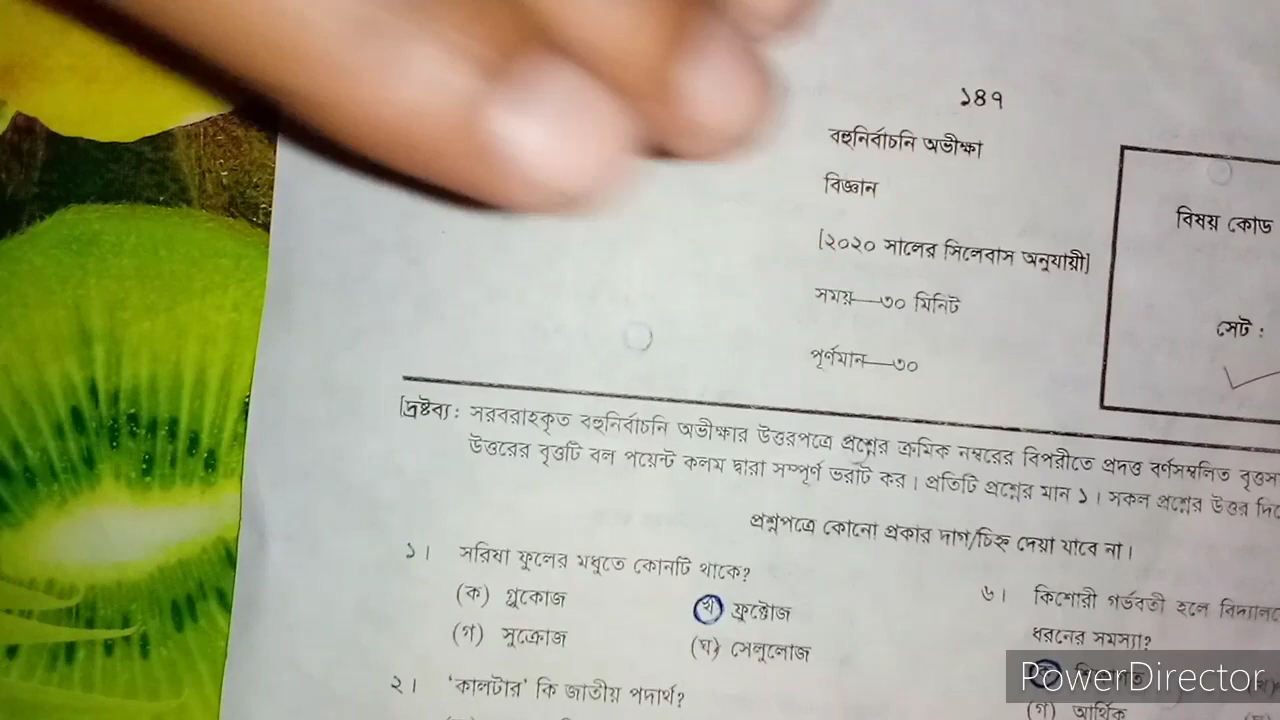 ১৪৭
বহুনির্বাচনি অভীক্ষা
বিজ্ঞান
[২০২০ সালের সিলেবাস অনুযায়ী]
সময়—৩০ মিনিট
পূর্ণমান—৩০
বিষয় কোড
সেট :
[দ্রষ্টব্য : সরবরাহকৃত বহুনির্বাচনি অভীক্ষার উত্তরপত্রে প্রশ্নের ক্রমিক নম্বরের বিপরীতে প্রদত্ত বর্ণসম্বলিত বৃত্তস
উত্তরের বৃত্তটি বল পয়েন্ট কলম দ্বারা সম্পূর্ণ ভরাট কর। প্রতিটি প্রশ্নের মান ১। সকল প্রশ্নের উত্তর দি
প্রশ্নপত্রে কোনো প্রকার দাগ/চিহ্ন দেয়া যাবে না।
১। সরিষা ফুলের মধুতে কোনটি থাকে?
(ক) গ্লুকোজ (খ) ফ্রুক্টোজ
(গ) সুক্রোজ (ঘ) সেলুলোজ
২। 'কালটার' কি জাতীয় পদার্থ?
৬। কিশোরী গর্ভবতী হলে বিদ্যালয়ে
ধরনের সমস্যা?
(গ) আর্থিক
PowerDirector